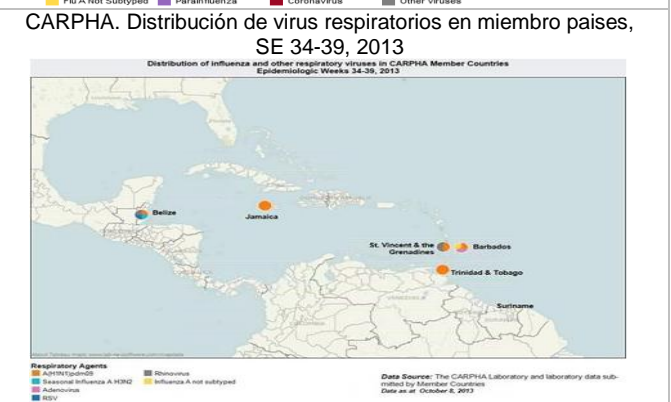 Flu A Not Subtyped Parainfluenza Coronavirus Other viruses
CARPHA. Distribución de virus respiratorios en miembro paises,
SE 34-39, 2013
Distribution of influenza and other respiratory viruses in CARPHA Member Countries
Epidemiologic Weeks 34-39, 2013
Belize
Jamaica
St. Vincent & the
Grenadines
Barbados
Trinidad & Tobago
Suriname
Respiratory Agents
A(H1N1)pdm09
Seasonal Influenza A H3N2
Adenovirus
RSV
Rhinovirus
Influenza A not subtyped
Data Source: The CARPHA Laboratory and laboratory data sub-
mitted by Member Countries
Data as at October 8, 2013